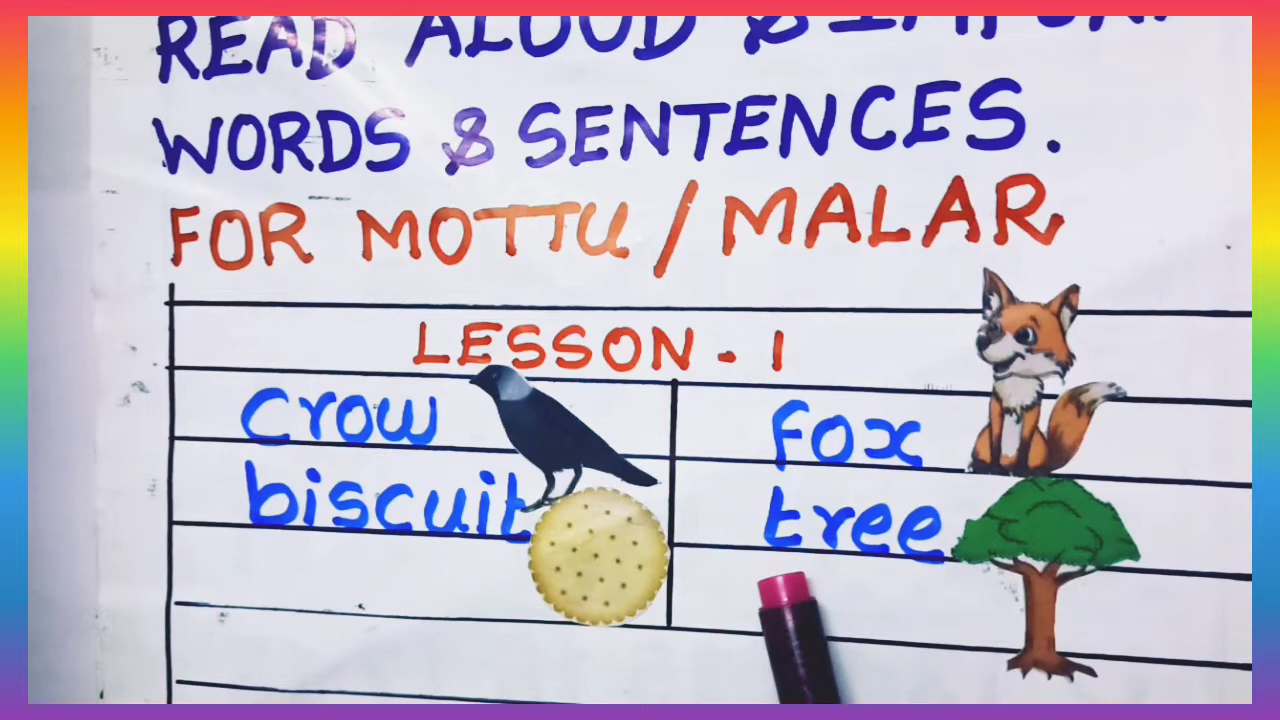 READ ALOUD &
WORDS & SENTENCES.
FOR MOTTU / MALAR
LESSON - 1
crow fox
biscuit tree